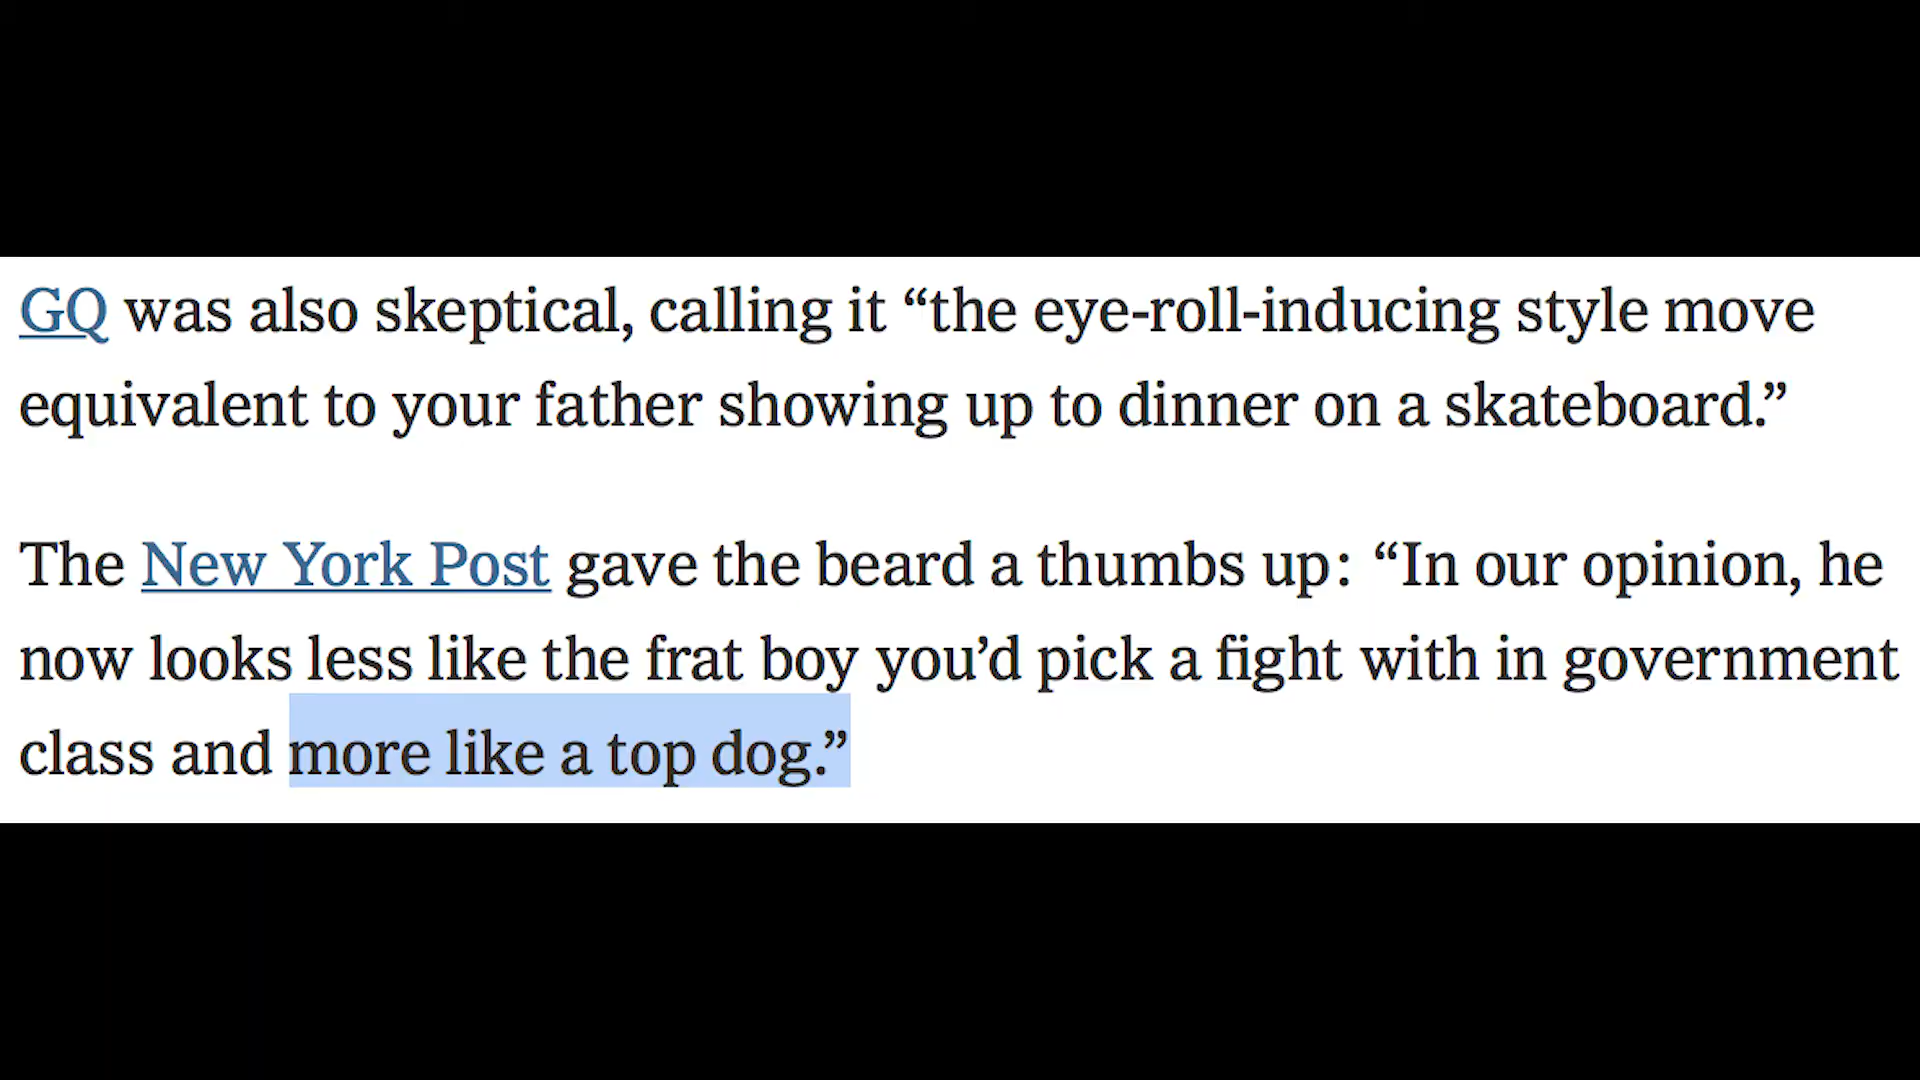 GQ was also skeptical, calling it “the eye-roll-inducing style move
equivalent to your father showing up to dinner on a skateboard.”
The New York Post gave the beard a thumbs up: “In our opinion, he
now looks less like the frat boy you’d pick a fight with in government
class and more like a top dog.”